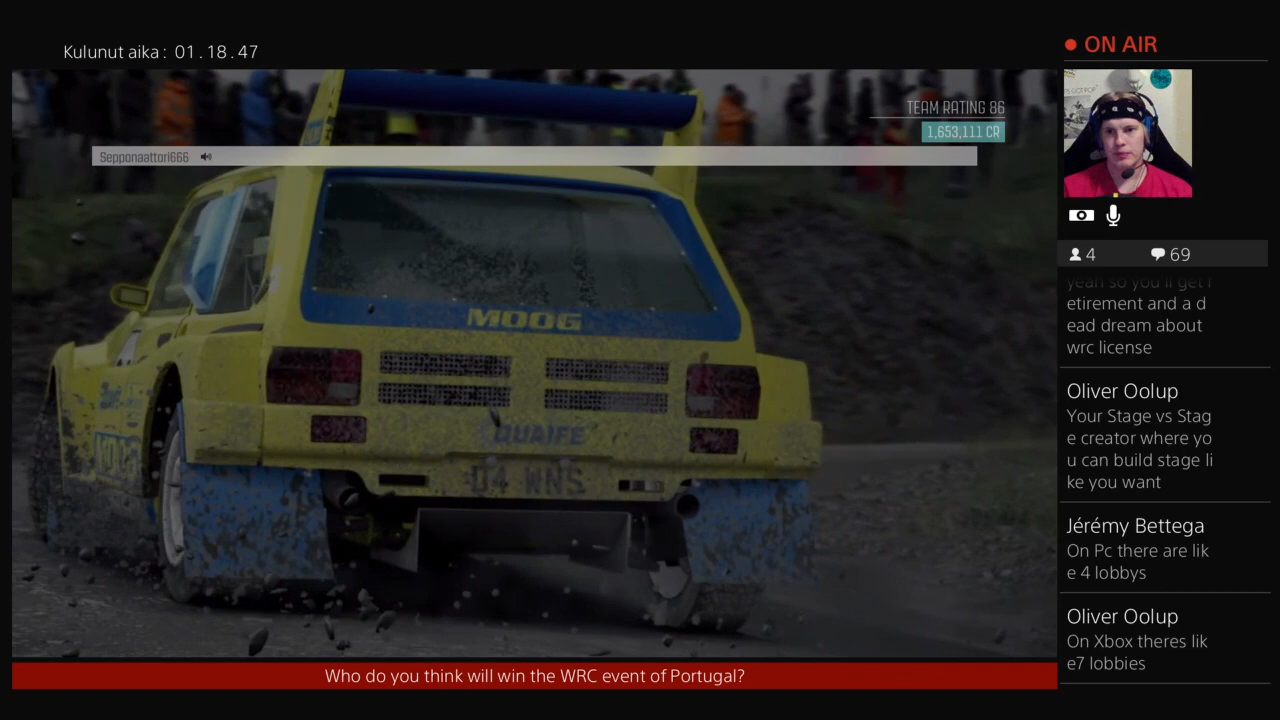 Kulunut aika: 01.18.47
ON AIR
TEAM RATING 86
1,653,111 CR
Sepponaattori666
MOOG
QUAIFE
4
69
yeah so you'll get r
etirement and a d
ead dream about
wrc license
Oliver Oolup
Your Stage vs Stag
e creator where yo
u can build stage li
ke you want
Jérémy Bettega
On Pc there are lik
e 4 lobbys
Oliver Oolup
On Xbox theres lik
e7 lobbies
Who do you think will win the WRC event of Portugal?